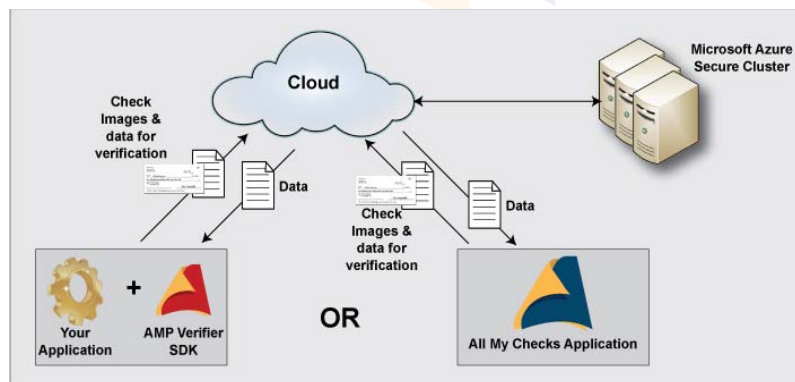 Microsoft Azure
Secure Cluster
Cloud
Check
Images &
data for
verification
Data
Check
Images &
data for
verification
Data
Your
Application
+
AMP Verifier
SDK
OR
All My Checks Application